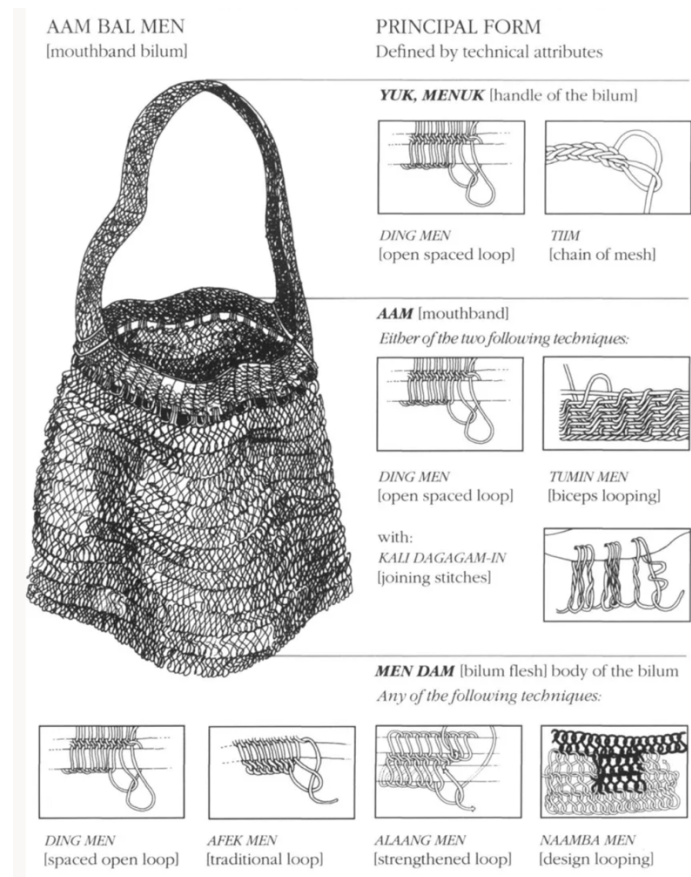 AAM BAL MEN
[mouthband bilum]
PRINCIPAL FORM
Defined by technical attributes
YUK, MENUK [handle of the bilum]
DING MEN
[open spaced loop]
TIIM
[chain of mesh]
AAM [mouthband]
Either of the two following techniques:
DING MEN
[open spaced loop]
TUMIN MEN
[biceps looping]
with:
KALI DAGAGAM-IN
[joining stitches]
MEN DAM [bilum flesh] body of the bilum
Any of the following techniques:
DING MEN
[spaced open loop]
AFEK MEN
[traditional loop]
ALAANG MEN
[strengthened loop]
NAAMBA MEN
[design looping]